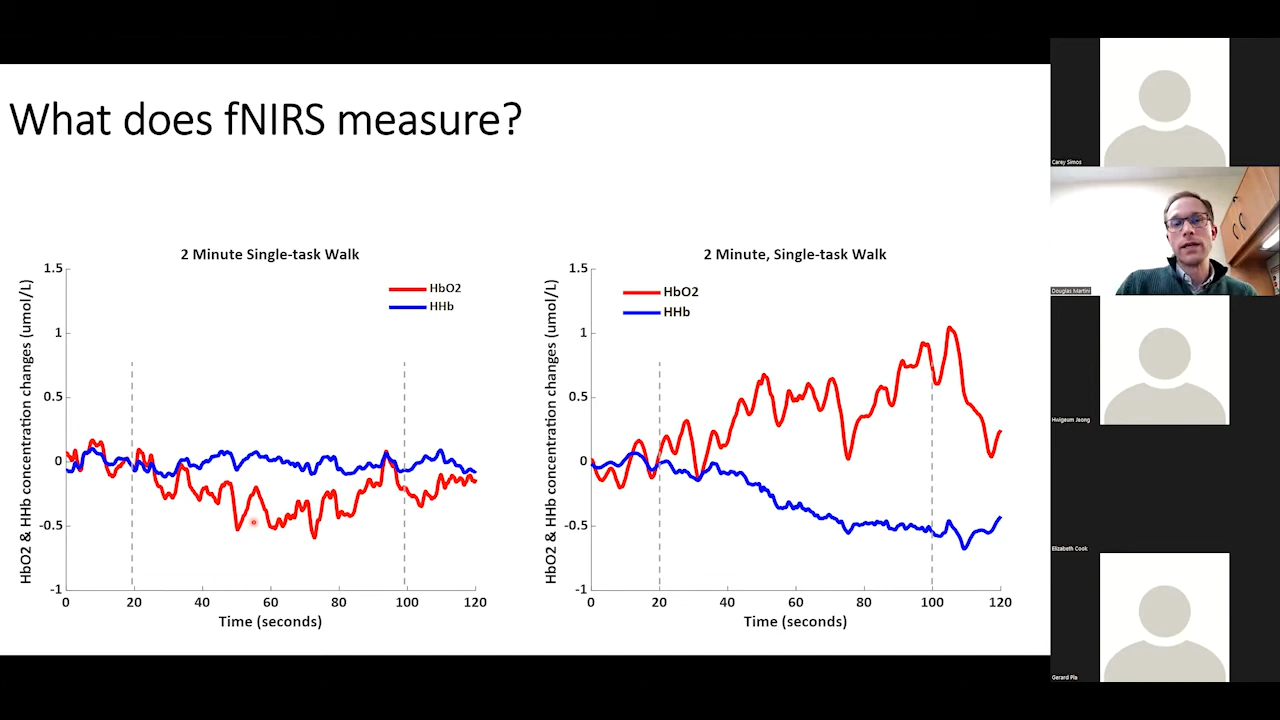 What does fNIRS measure?
2 Minute Single-task Walk
HbO2
HHb
HbO2 & HHb concentration changes (umol/L)
1.5
1
0.5
0
-0.5
-1
0 20 40 60 80 100 120
Time (seconds)
2 Minute, Single-task Walk
HbO2
HHb
HbO2 & HHb concentration changes (umol/L)
1.5
1
0.5
0
-0.5
-1
0 20 40 60 80 100 120
Time (seconds)
Carey Simos
Douglas Martini
Hwigeum Jeong
Elizabeth Cook
Gerard Pla